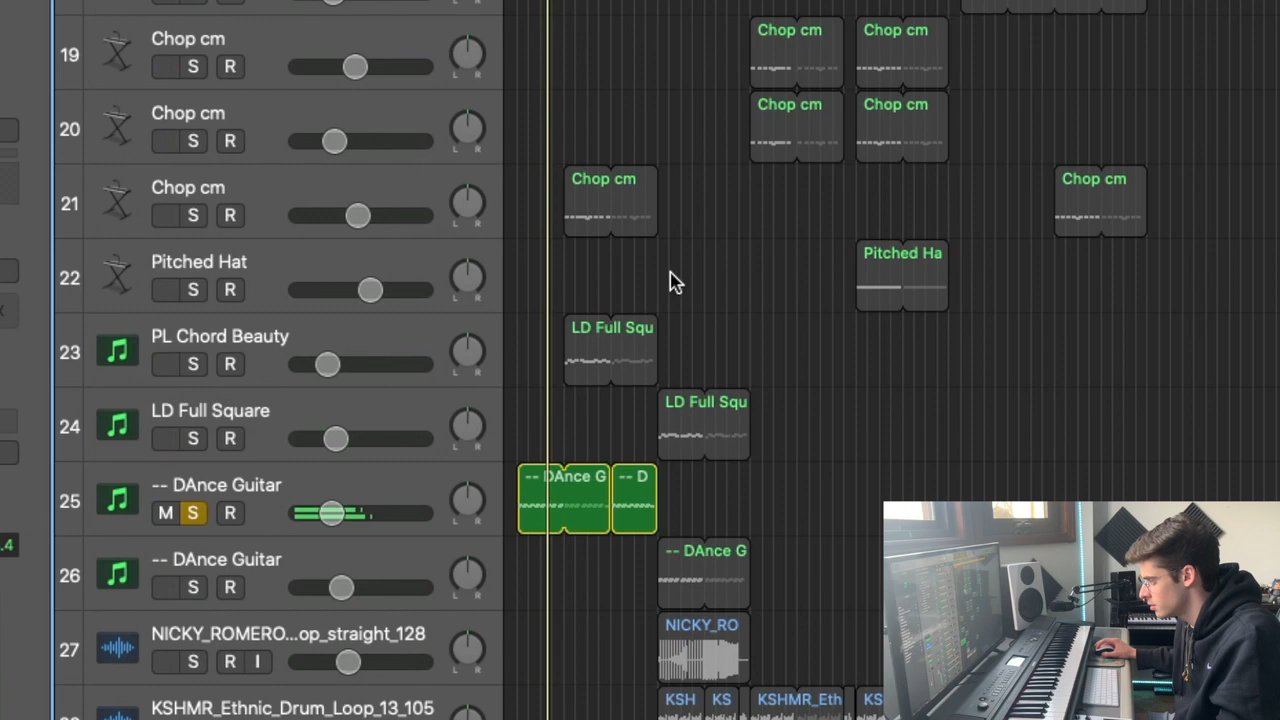 19 Chop cm S R L R Chop cm Chop cm
20 Chop cm S R L R Chop cm Chop cm
21 Chop cm S R L R Chop cm Chop cm
22 Pitched Hat S R L R Pitched Ha
23 PL Chord Beauty S R L R LD Full Squ
24 LD Full Square S R L R LD Full Squ
25 -- DAnce Guitar M S R L R -- DAnce G -- D
.4
26 -- DAnce Guitar S R L R -- DAnce G
27 NICKY_ROMERO...op_straight_128 S R I L R NICKY_RO
KSHMR_Ethnic_Drum_Loop_13_105 KSH KS KSHMR_Eth KS